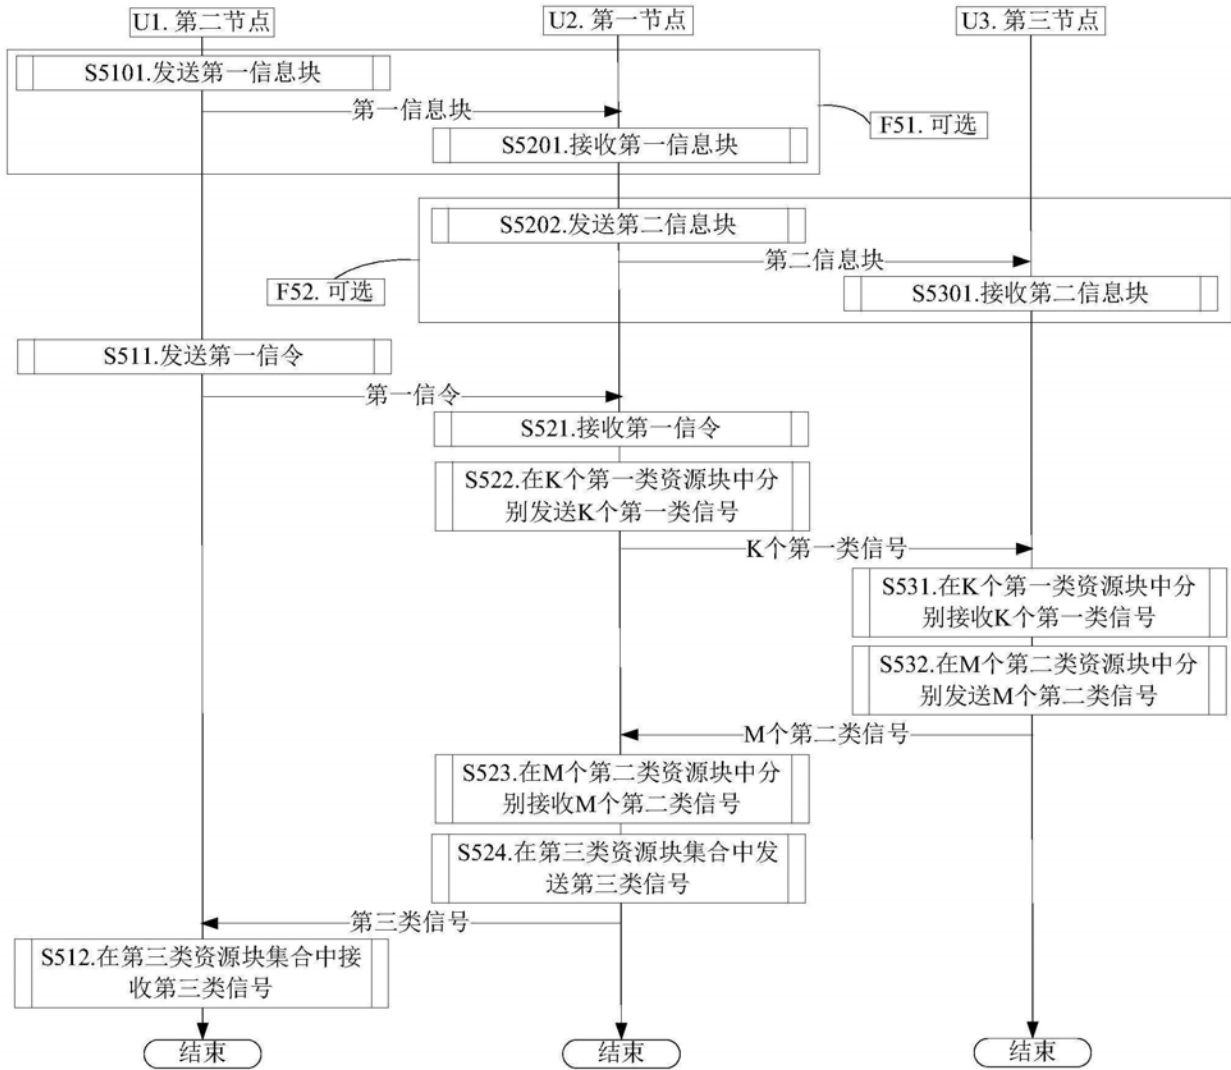 U1. 第二节点
U2. 第一节点
U3. 第三节点
S5101.发送第一信息块
第一信息块
F51. 可选
S5201.接收第一信息块
S5202.发送第二信息块
第二信息块
F52. 可选
S5301.接收第二信息块
S511.发送第一信令
第一信令
S521.接收第一信令
S522.在K个第一类资源块中分
别发送K个第一类信号
K个第一类信号
S531.在K个第一类资源块中分
别接收K个第一类信号
S532.在M个第二类资源块中分
别发送M个第二类信号
M个第二类信号
S523.在M个第二类资源块中分
别接收M个第二类信号
S524.在第三类资源块集合中发
送第三类信号
第三类信号
S512.在第三类资源块集合中接
收第三类信号
结束
结束
结束